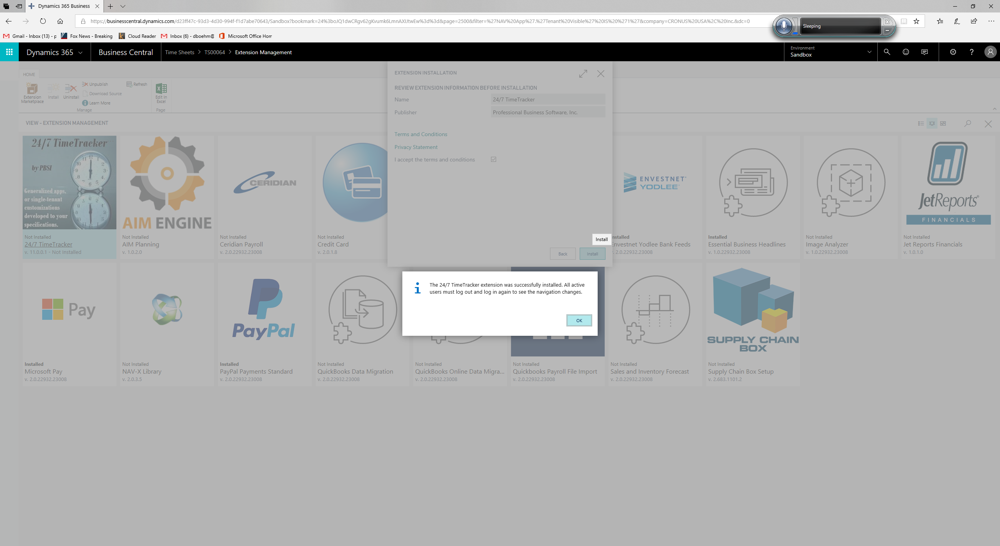 Dynamics 365 Business
https://businesscentral.dynamics.com/d23ff47c-93d3-4d30-994f-f1d7abe70643/Sandbox?bookmark=24%3boJQ1dwCRgv62gKvumk6LmnAXIJtwEw%3d%3d&page=2500&filter=%27NAV%20App%27.%27Tenant%20Visible%27%20IS%20%271%27&company=CRONUS%20USA%2C%20Inc.&dc=0
Sleeping
Gmail - Inbox (13) - p
Fox News - Breaking
Cloud Reader
Inbox (6) - dboehm@
Microsoft Office Hom
Dynamics 365
Business Central
Time Sheets > TS00064 > Extension Management
Environment
Sandbox
HOME
Extension
Marketplace
Install
Uninstall
Unpublish
Download Source
Learn More
Manage
Refresh
Edit In
Excel
Page
VIEW - EXTENSION MANAGEMENT
EXTENSION INSTALLATION
REVIEW EXTENSION INFORMATION BEFORE INSTALLATION
Name 24/7 TimeTracker
Publisher Professional Business Software, Inc.
Terms and Conditions
Privacy Statement
I accept the terms and conditions
Install
Back
Install
24/7 TimeTracker
by PBSI
Generalized apps,
or single-tenant
customizations
developed to your
specifications.
Not Installed
24/7 TimeTracker
v. 11.0.0.1 - Not Installed
AIM ENGINE
Not Installed
AIM Planning
v. 1.0.2.0
CERIDIAN
Not Installed
Ceridian Payroll
v. 2.0.22932.23008
Not Installed
Credit Card
v. 2.0.1.8
ENVESTNET
YODLEE
nstalled
Envestnet Yodlee Bank Feeds
v. 2.0.22932.23008
Installed
Essential Business Headlines
v. 1.0.22932.23008
Not Installed
Image Analyzer
v. 1.0.22932.23008
JetReports
FINANCIALS
Not Installed
Jet Reports Financials
v. 1.0.1.0
The 24/7 TimeTracker extension was successfully installed. All active
users must log out and log in again to see the navigation changes.
OK
Pay
Installed
Microsoft Pay
v. 2.0.22932.23008
Not Installed
NAV-X Library
v. 2.0.3.5
PayPal
Installed
PayPal Payments Standard
v. 2.0.22932.23008
Not Installed
QuickBooks Data Migration
v. 2.0.22932.23008
Not Installed
QuickBooks Online Data Migra...
v. 2.0.22932.23008
Not Installed
Quickbooks Payroll File Import
v. 2.0.22932.23008
Not Installed
Sales and Inventory Forecast
v. 2.0.22932.23008
SUPPLY CHAIN
BOX
Not Installed
Supply Chain Box Setup
v. 2.683.1101.2